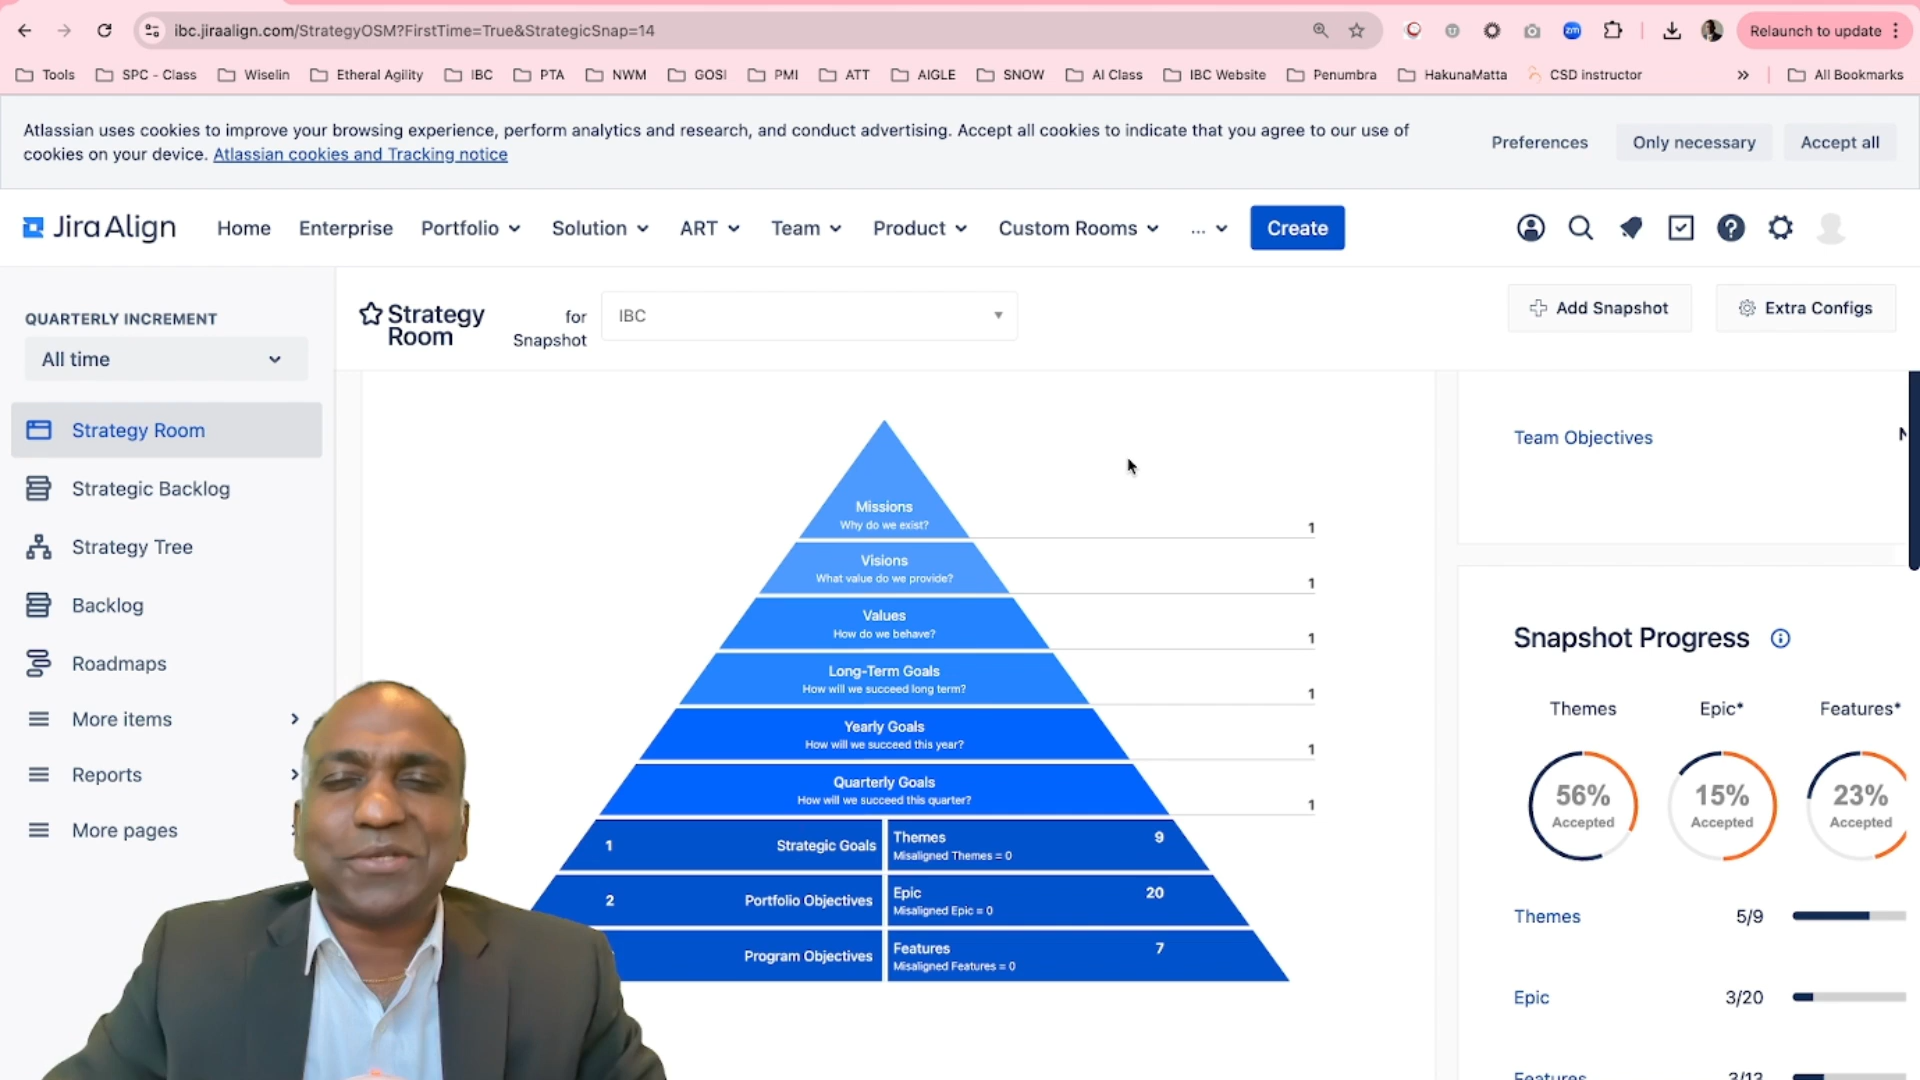 ibc.jiraalign.com/StrategyOSM?FirstTime=True&StrategicSnap=14
zm
Relaunch to update
Tools
SPC - Class
Wiselin
Etheral Agility
IBC
PTA
NWM
GOSI
PMI
ATT
AIGLE
SNOW
AI Class
IBC Website
Penumbra
HakunaMatta
CSD instructor
»
All Bookmarks
Atlassian uses cookies to improve your browsing experience, perform analytics and research, and conduct advertising. Accept all cookies to indicate that you agree to our use of
cookies on your device. Atlassian cookies and Tracking notice
Preferences
Only necessary
Accept all
Jira Align
Home
Enterprise
Portfolio
Solution
ART
Team
Product
Custom Rooms
...
Create
QUARTERLY INCREMENT
All time
Strategy Room
Strategic Backlog
Strategy Tree
Backlog
Roadmaps
More items
Reports
More pages
Strategy
Room
for
Snapshot
IBC
Add Snapshot
Extra Configs
Missions
Why do we exist?
1
Visions
What value do we provide?
1
Values
How do we behave?
1
Long-Term Goals
How will we succeed long term?
1
Yearly Goals
How will we succeed this year?
1
Quarterly Goals
How will we succeed this quarter?
1
1 Strategic Goals
Themes 9
Misaligned Themes = 0
2 Portfolio Objectives
Epic 20
Misaligned Epic = 0
Program Objectives
Features 7
Misaligned Features = 0
Team Objectives
Snapshot Progress
Themes
Epic*
Features*
56%
Accepted
15%
Accepted
23%
Accepted
Themes 5/9
Epic 3/20
Features 3/13